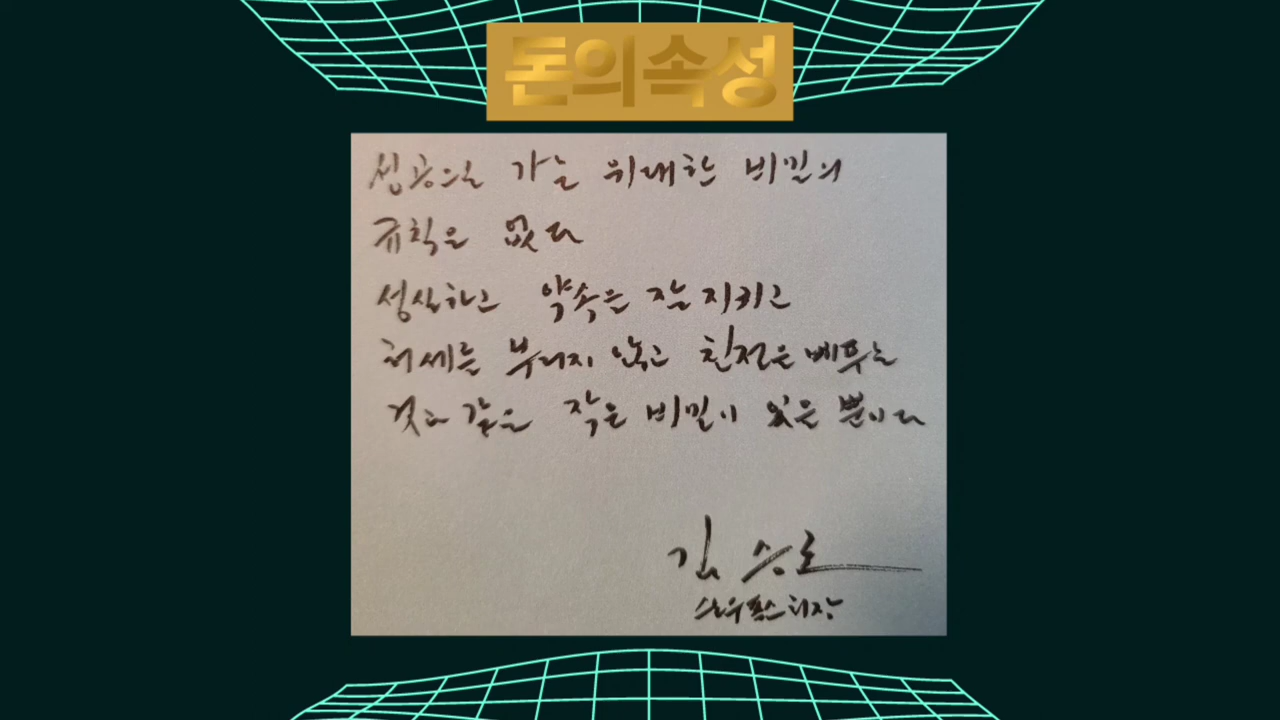 돈의속성
성공으로 가는 위대한 비밀의
규칙은 없다
성실하고 약속을 잘 지키고
허세를 부리지 않고 친절을 베푸는
것과 같은 작은 비밀이 있을 뿐이다
김승호
스노우폭스 회장